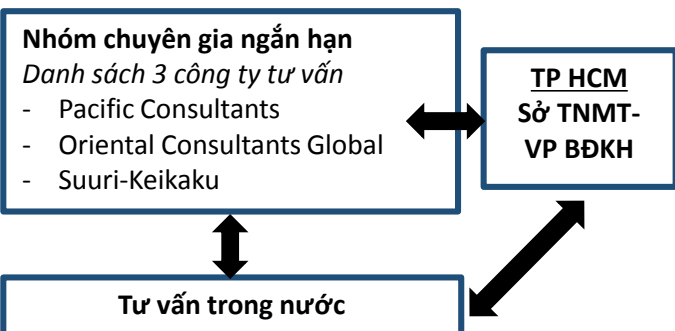 Nhóm chuyên gia ngắn hạn
Danh sách 3 công ty tư vấn
- Pacific Consultants
- Oriental Consultants Global
- Suuri-Keikaku
TP HCM
Sở TNMT-
VP BĐKH
Tư vấn trong nước